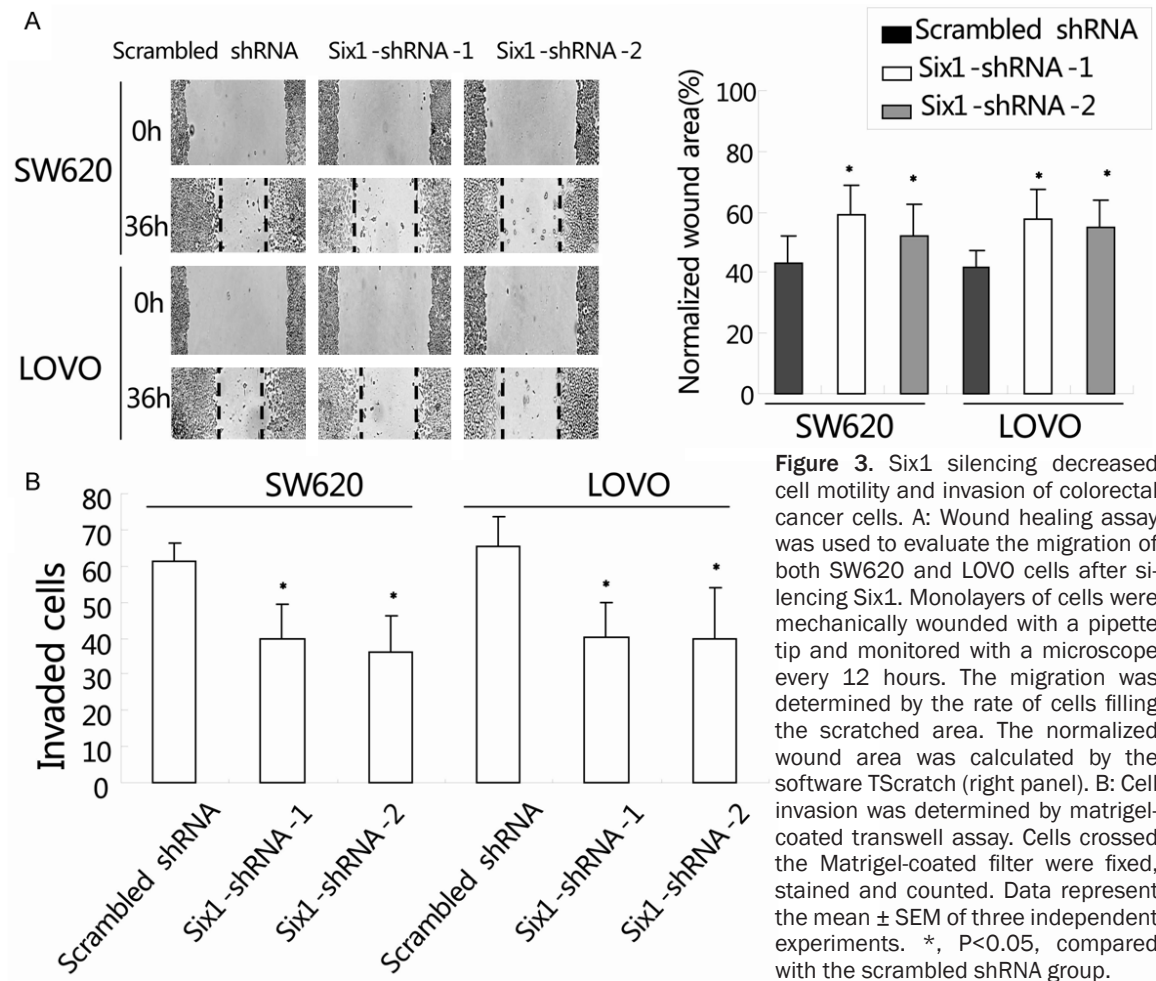 A
Scrambled shRNA Six1-shRNA-1 Six1-shRNA-2
SW620
0h
36h
LOVO
0h
36h
Scrambled shRNA
Six1-shRNA-1
Six1-shRNA-2
Normalized wound area(%)
100
80
60
40
20
0
* * * *
SW620 LOVO
B
SW620 LOVO
Invaded cells
80
70
60
50
40
30
20
10
0
* * * *
Scrambled shRNA
Six1-shRNA-1
Six1-shRNA-2
Scrambled shRNA
Six1-shRNA-1
Six1-shRNA-2
Figure 3. Six1 silencing decreased
cell motility and invasion of colorectal
cancer cells. A: Wound healing assay
was used to evaluate the migration of
both SW620 and LOVO cells after si-
lencing Six1. Monolayers of cells were
mechanically wounded with a pipette
tip and monitored with a microscope
every 12 hours. The migration was
determined by the rate of cells filling
the scratched area. The normalized
wound area was calculated by the
software TScratch (right panel). B: Cell
invasion was determined by matrigel-
coated transwell assay. Cells crossed
the Matrigel-coated filter were fixed,
stained and counted. Data represent
the mean ± SEM of three independent
experiments. *, P<0.05, compared
with the scrambled shRNA group.